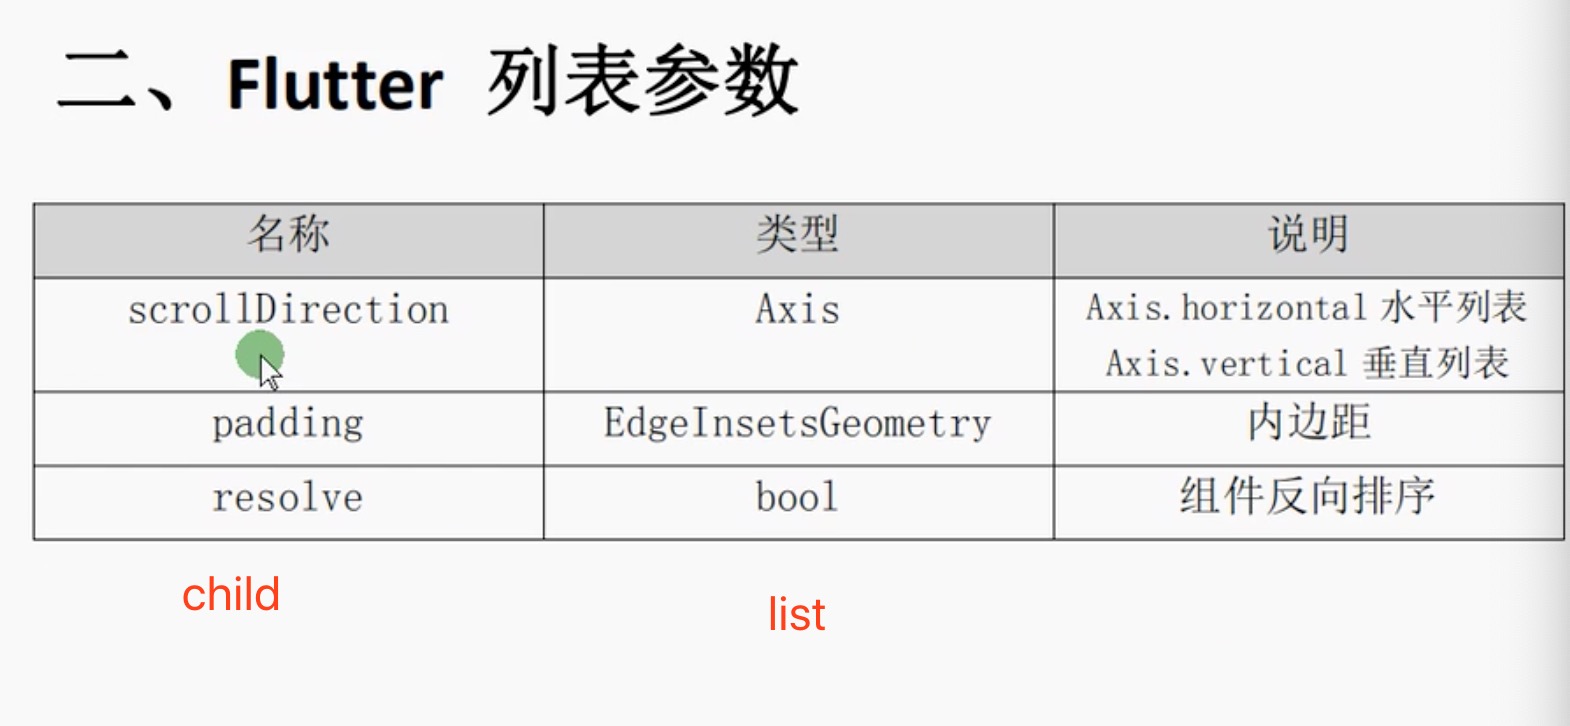 二、Flutter 列表参数
名称 类型 说明
scrollDirection Axis Axis.horizontal 水平列表
Axis.vertical 垂直列表
padding EdgeInsetsGeometry 内边距
resolve bool 组件反向排序
child list